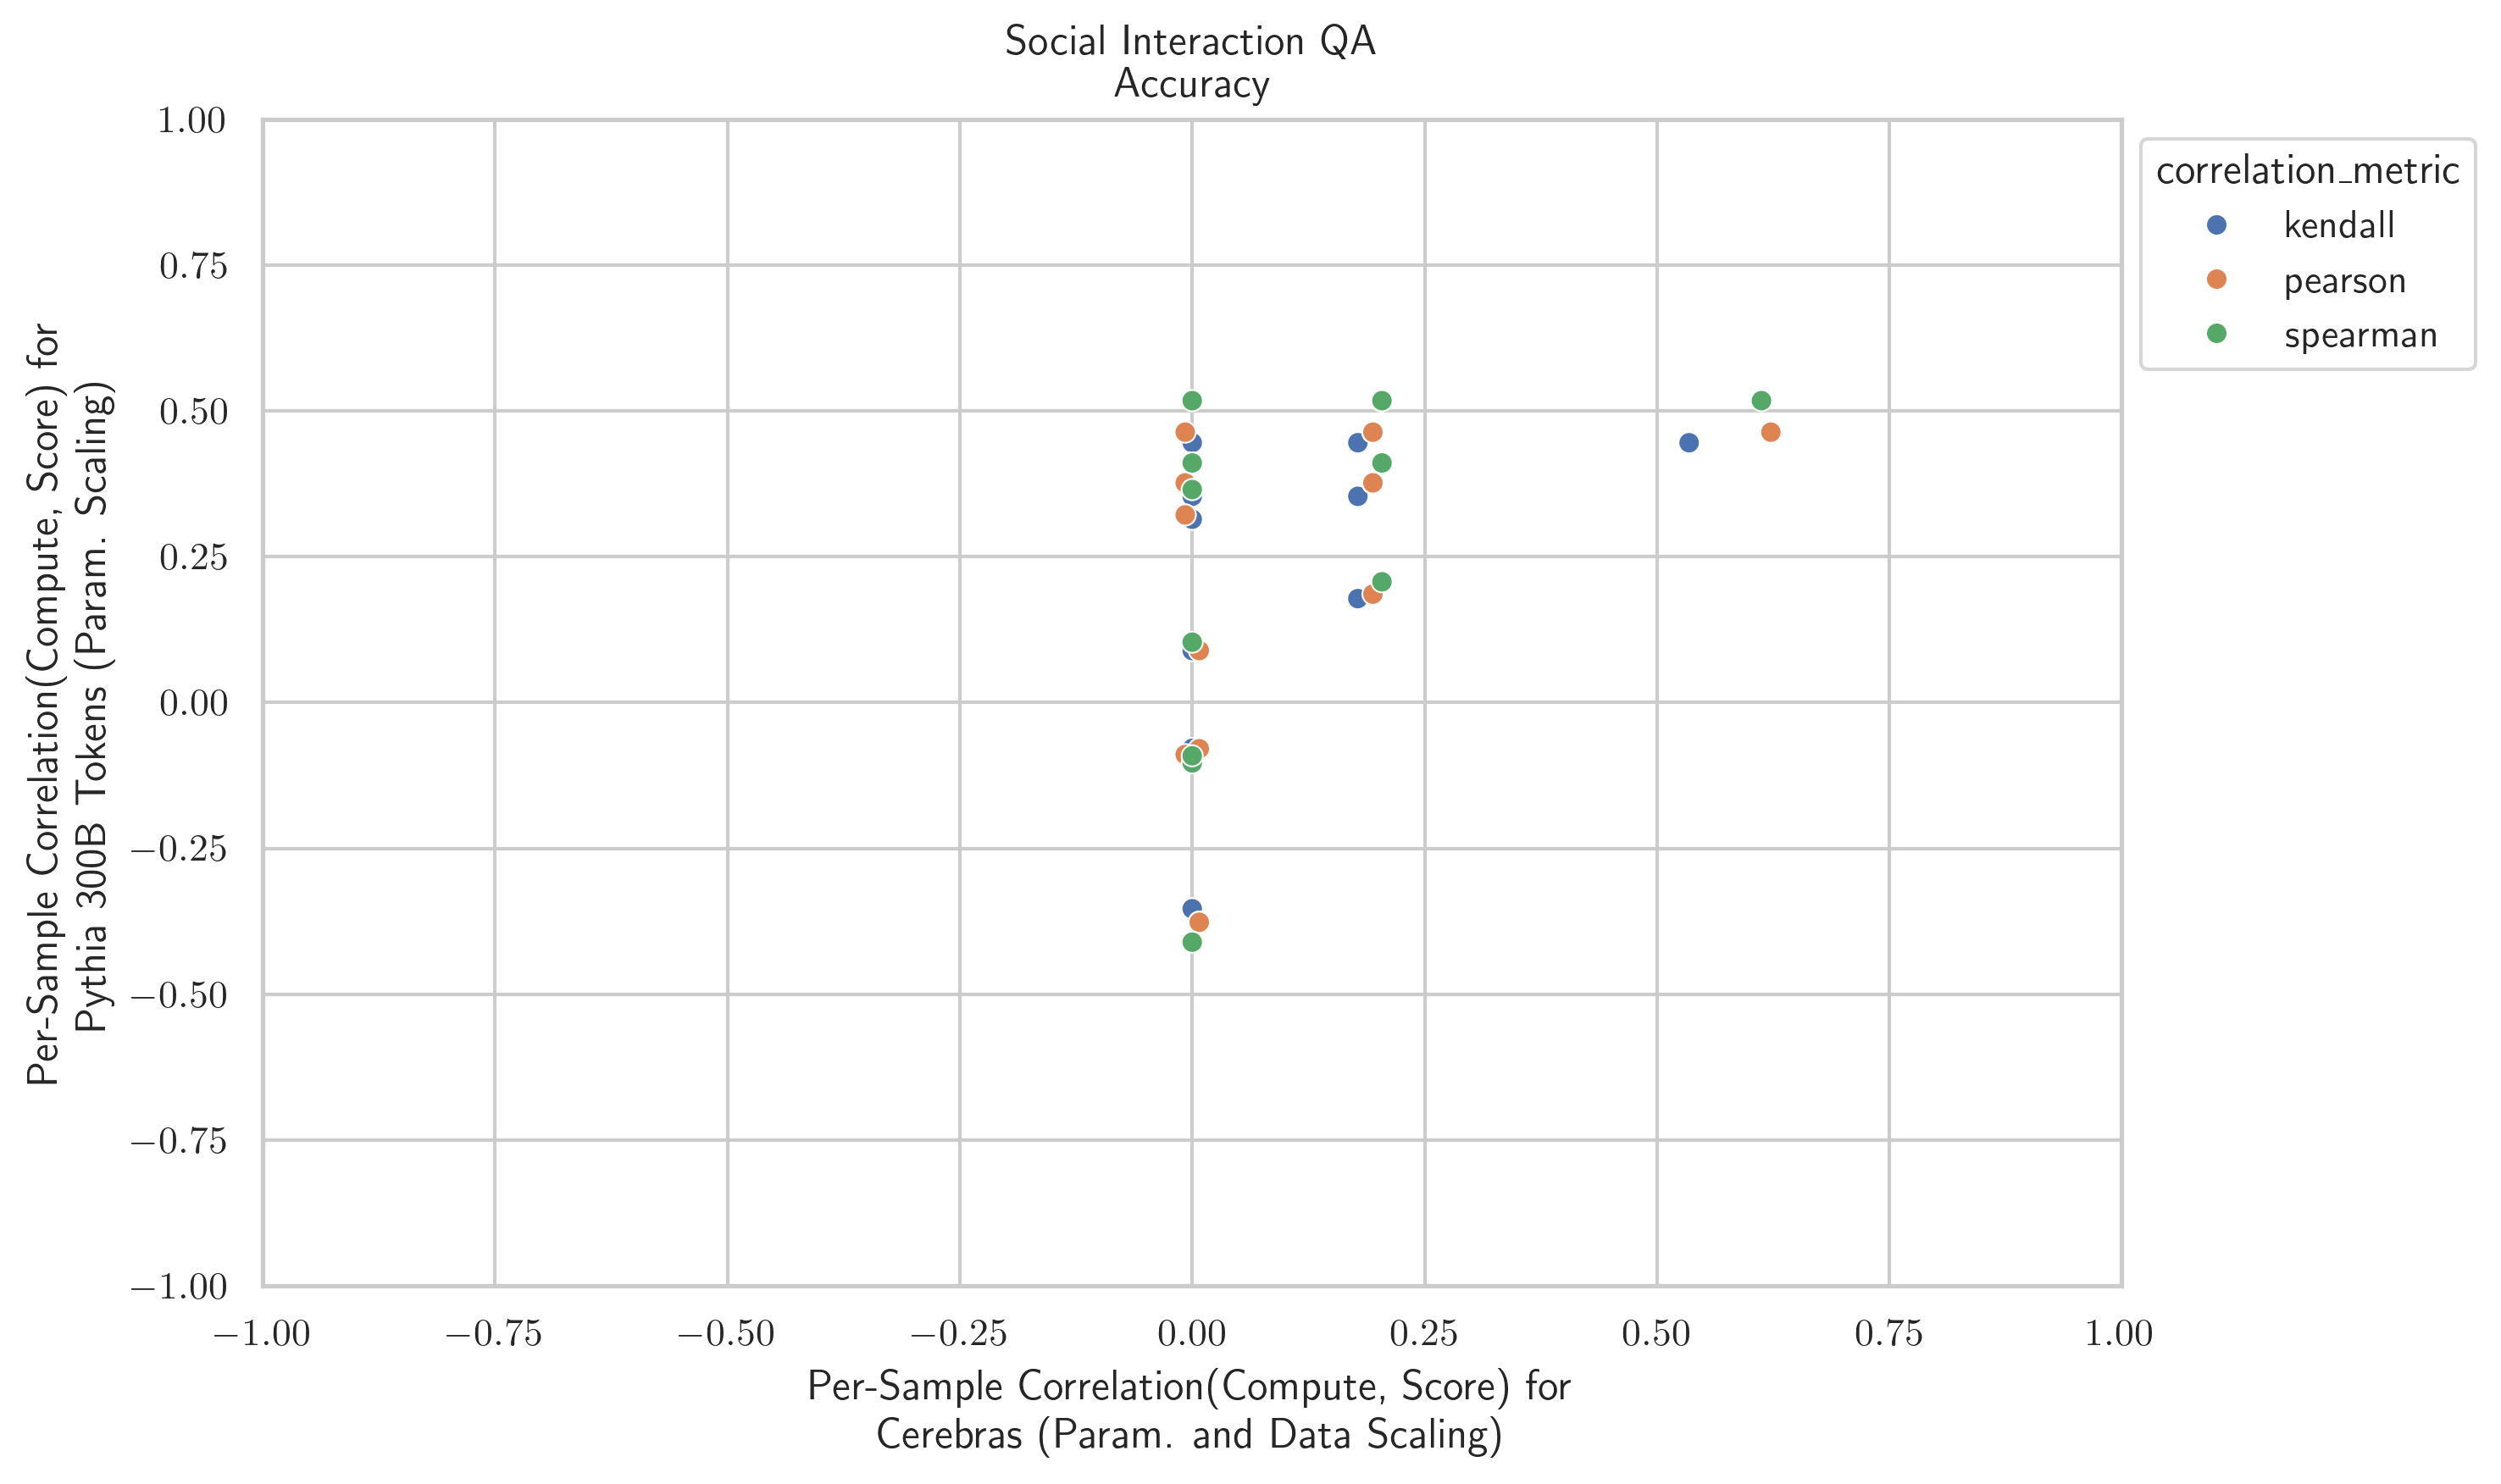 Social Interaction QA
Accuracy
correlation_metric
kendall
pearson
spearman
Per-Sample Correlation(Compute, Score) for
Pythia 300B Tokens (Param. Scaling)
1.00
0.75
0.50
0.25
0.00
−0.25
−0.50
−0.75
−1.00
−1.00
−0.75
−0.50
−0.25
0.00
0.25
0.50
0.75
1.00
Per-Sample Correlation(Compute, Score) for
Cerebras (Param. and Data Scaling)